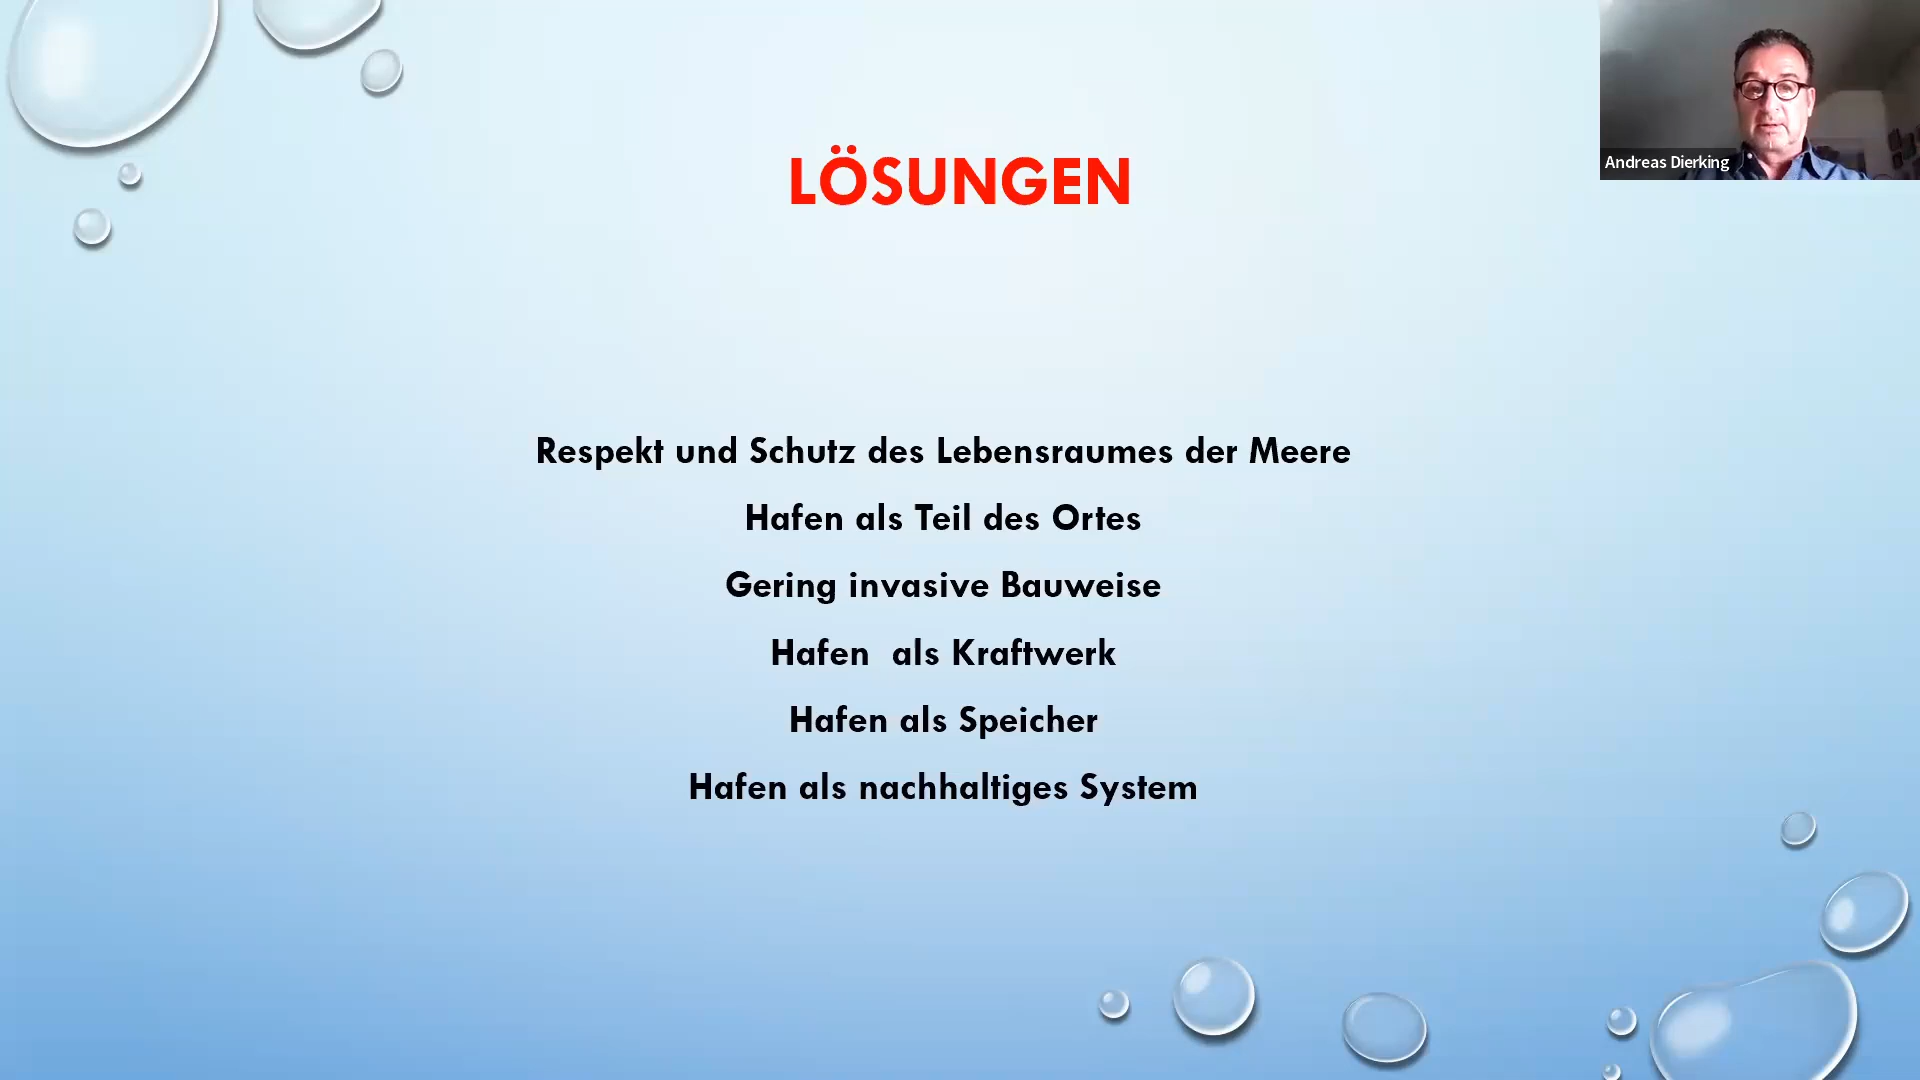 LÖSUNGEN
Andreas Dierking
Respekt und Schutz des Lebensraumes der Meere
Hafen als Teil des Ortes
Gering invasive Bauweise
Hafen  als Kraftwerk
Hafen als Speicher
Hafen als nachhaltiges System